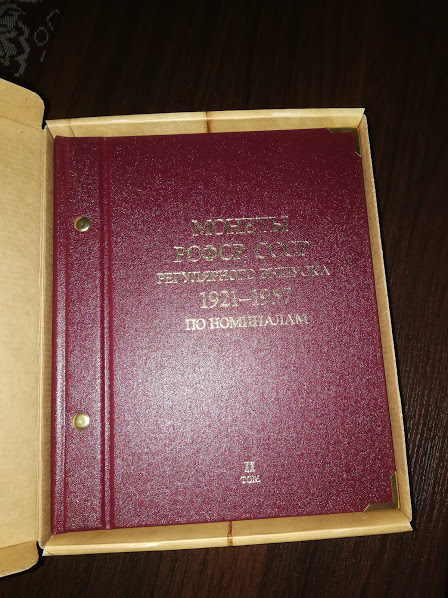 МОНЕТЫ
РСФСР, СССР
РЕГУЛЯРНОГО ВЫПУСКА
1921–1957
ПО НОМИНАЛАМ
II
ТОМ